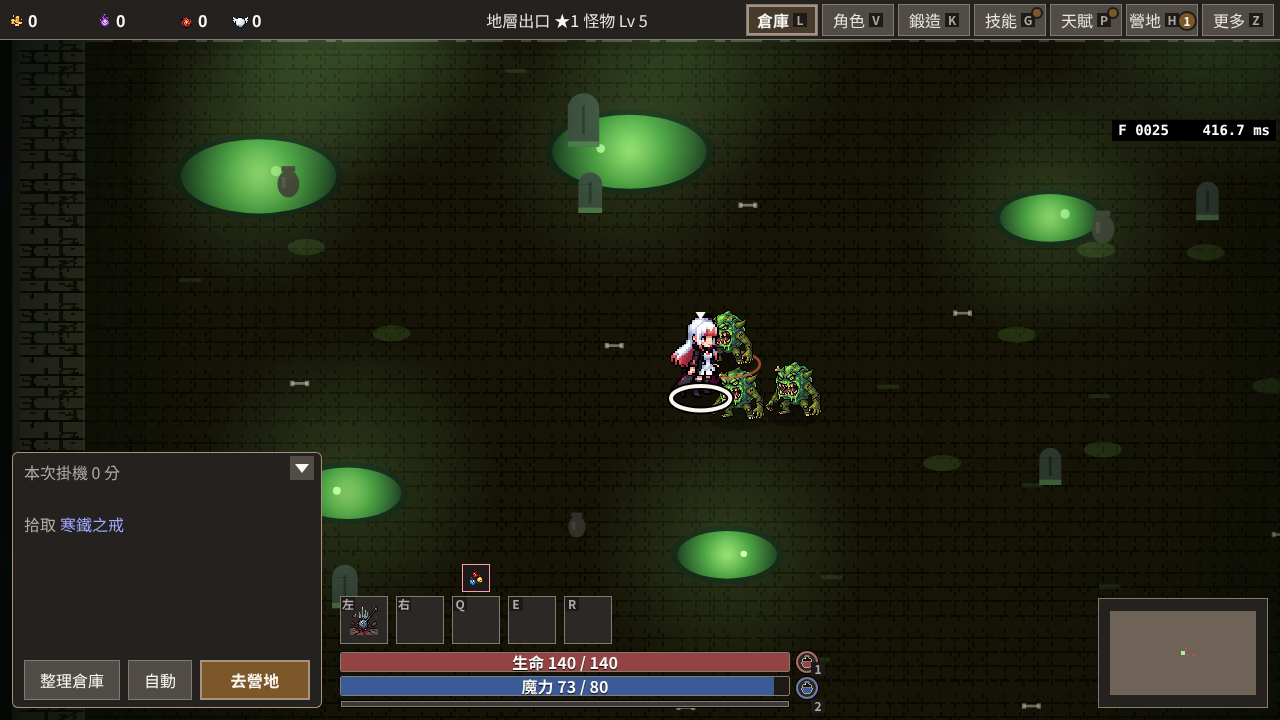 0 0 0 0 地層出口 ★1 怪物 Lv 5 倉庫 L 角色 V 鍛造 K 技能 G 天賦 P 營地 H 1 更多 Z
F 0025 416.7 ms
本次掛機 0 分
拾取 寒鐵之戒
左 右 Q E R
生命 140 / 140 1
魔力 73 / 80 2
整理倉庫 自動 去營地